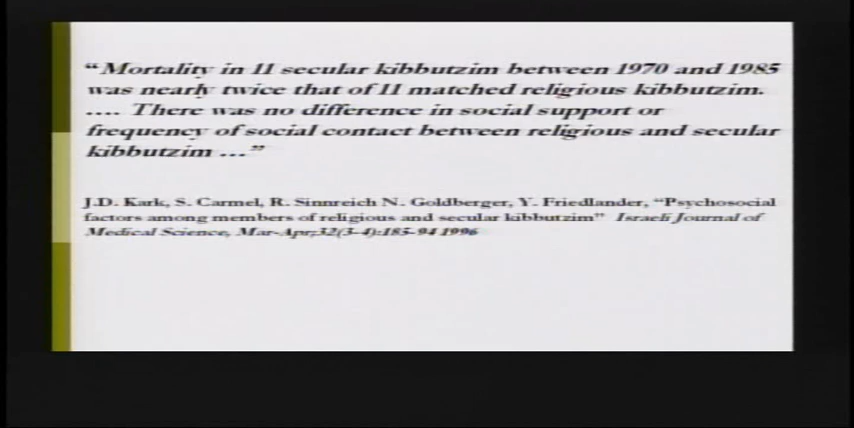 “Mortality in 11 secular kibbutzim between 1970 and 1985
was nearly twice that of 11 matched religious kibbutzim.
.... There was no difference in social support or
frequency of social contact between religious and secular
kibbutzim ...”
J.D. Kark, S. Carmel, R. Sinnreich N. Goldberger, Y. Friedlander, “Psychosocial
factors among members of religious and secular kibbutzim” Israeli Journal of
Medical Science, Mar-Apr;32(3-4):185-94 1996